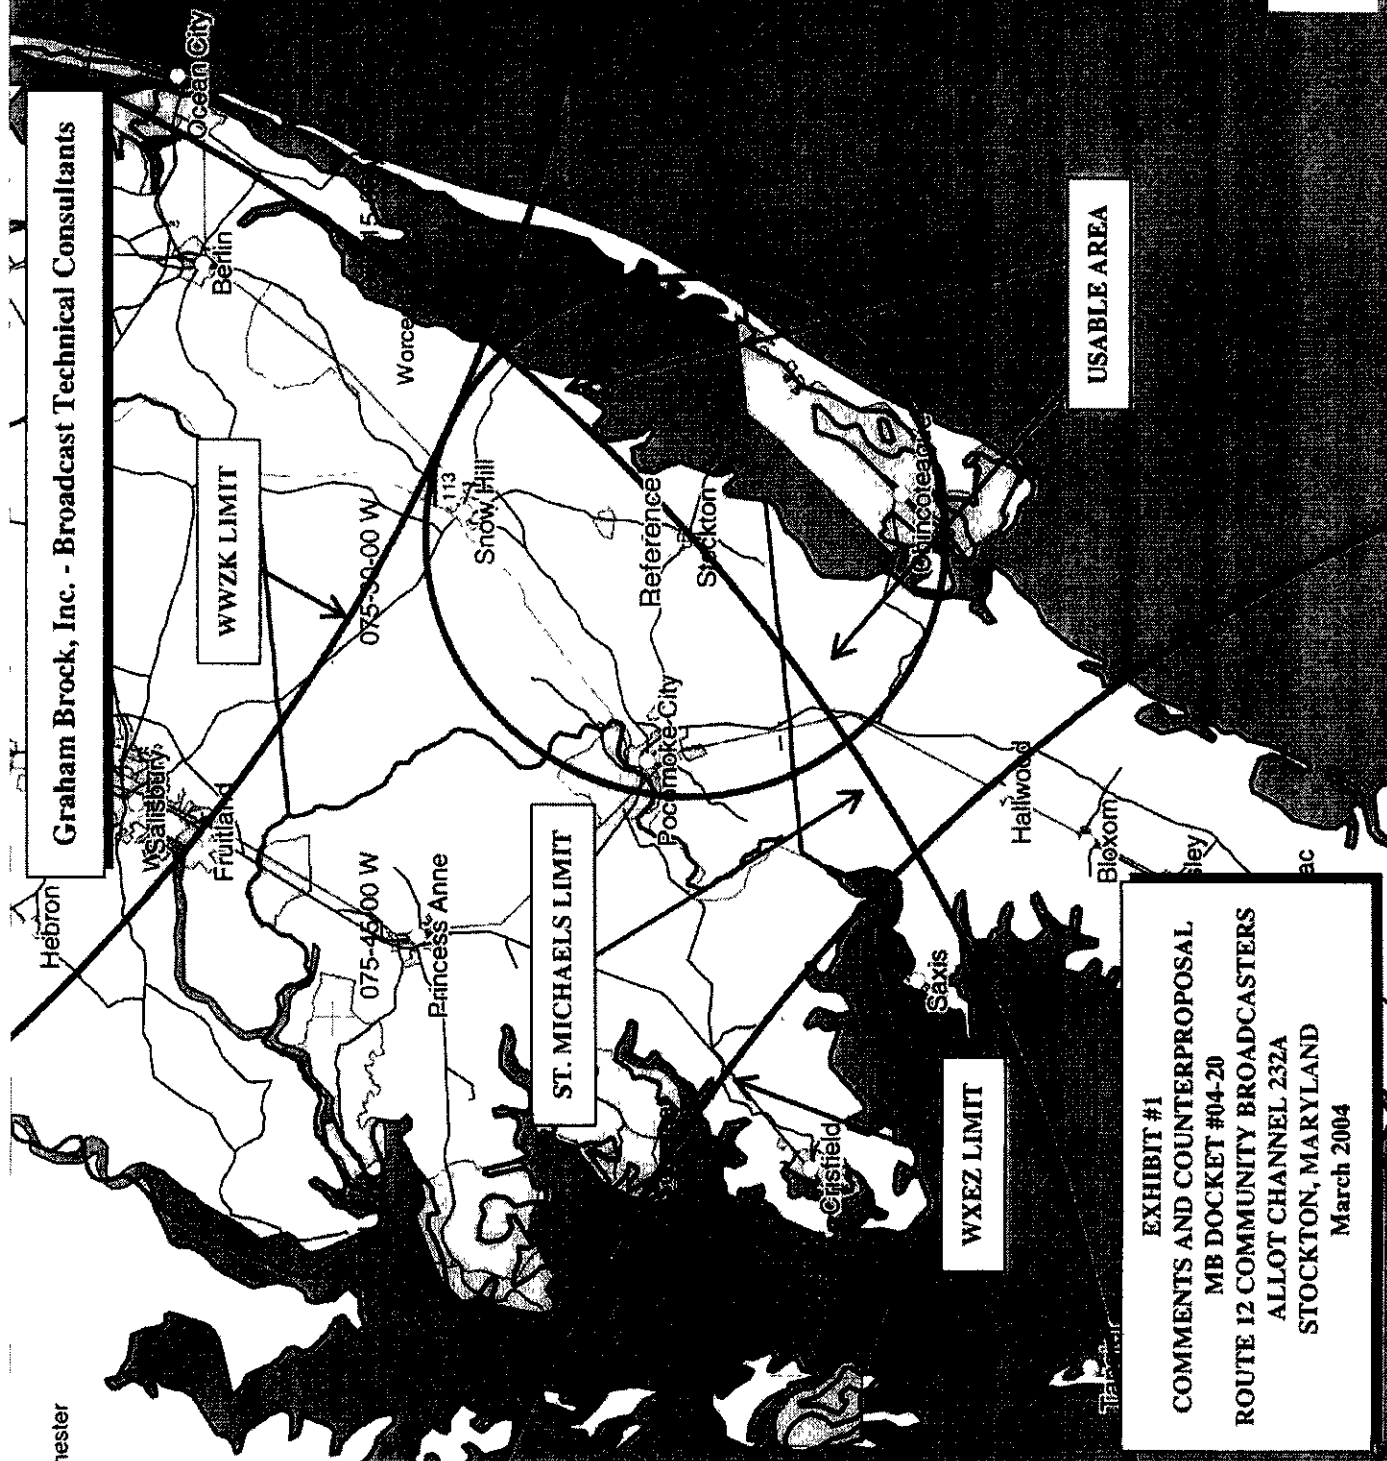 Graham Brock, Inc. - Broadcast Technical Consultants
Ocean City
Berlin
Hebron
Salisbury
Fruitland
WWZK LIMIT
Worce
075-30-00 W
113
Snow Hill
075-45-00 W
Princess Anne
Reference
Stockton
Pocomoke City
ST. MICHAELS LIMIT
USABLE AREA
Hallwood
Bloxom
sley
ac
Saxis
Crisfield
WXEZ LIMIT
hester
EXHIBIT #1
COMMENTS AND COUNTERPROPOSAL
MB DOCKET #04-20
ROUTE 12 COMMUNITY BROADCASTERS
ALLOT CHANNEL 232A
STOCKTON, MARYLAND
March 2004